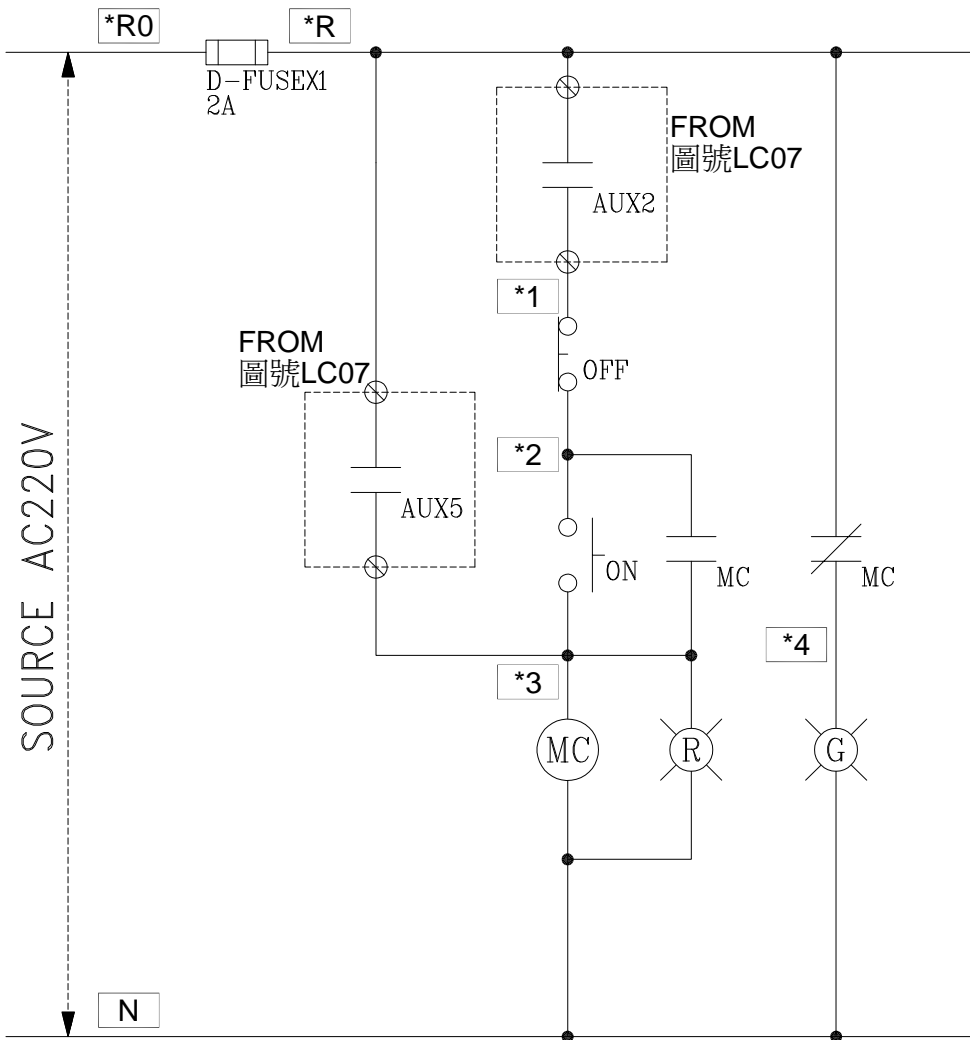 *R0
*R
D-FUSEX1
2A
FROM
圖號LC07
AUX2
*1
OFF
FROM
圖號LC07
AUX5
*2
ON
MC
MC
*4
*3
MC
R
G
SOURCE AC220V
N